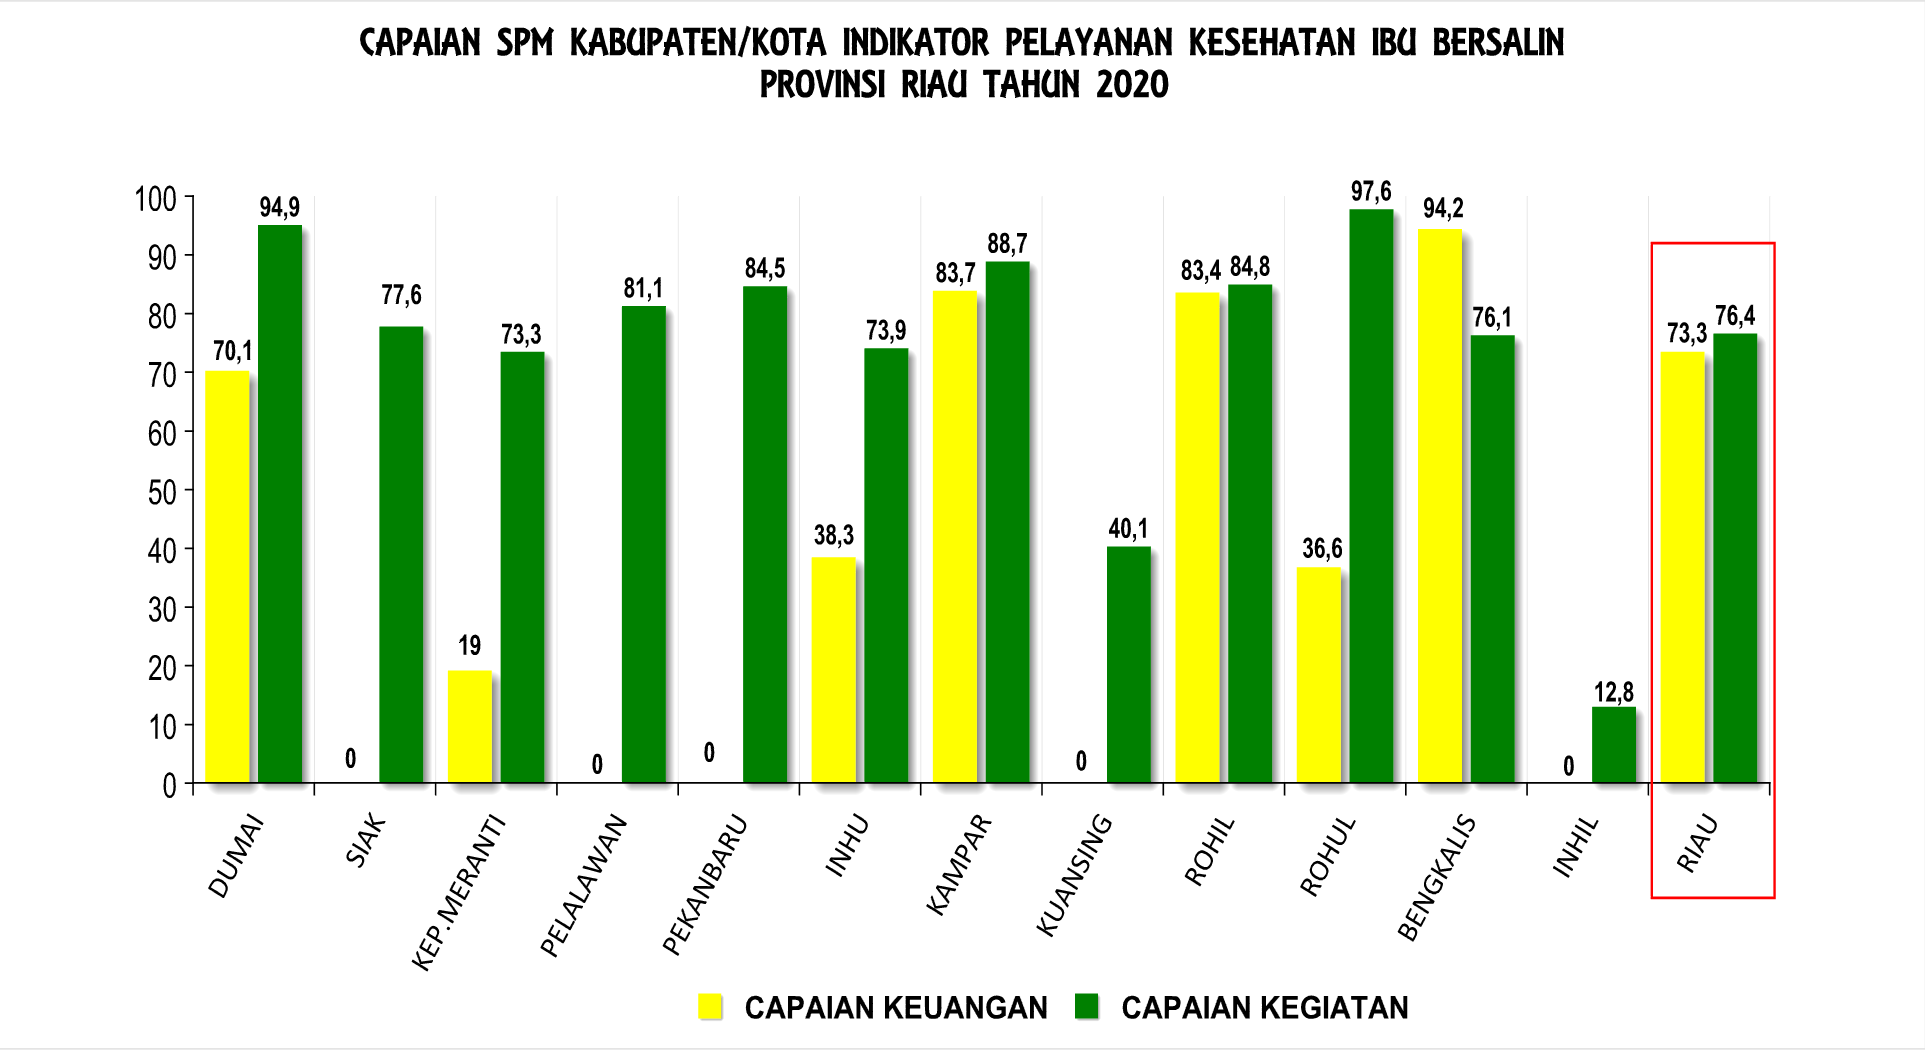 CAPAIAN SPM KABUPATEN/KOTA INDIKATOR PELAYANAN KESEHATAN IBU BERSALIN
PROVINSI RIAU TAHUN 2020
100
90
80
70
60
50
40
30
20
10
0
70,1
94,9
0
77,6
19
73,3
0
81,1
0
84,5
38,3
73,9
83,7
88,7
0
40,1
83,4
84,8
36,6
97,6
94,2
76,1
0
12,8
73,3
76,4
DUMAI
SIAK
KEP.MERANTI
PELALAWAN
PEKANBARU
INHU
KAMPAR
KUANSING
ROHIL
ROHUL
BENGKALIS
INHIL
RIAU
CAPAIAN KEUANGAN
CAPAIAN KEGIATAN